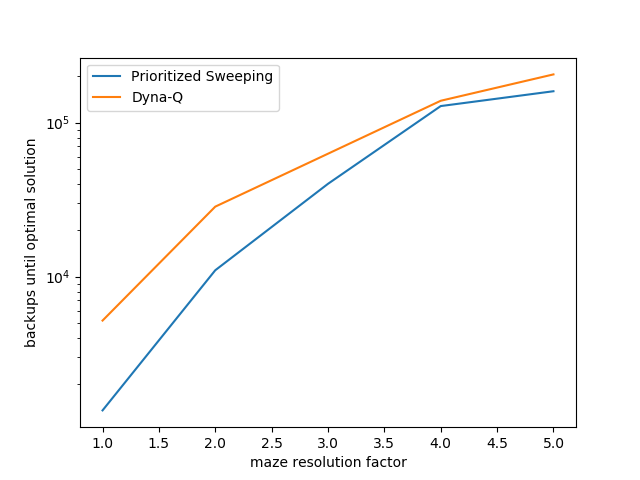 Prioritized Sweeping
Dyna-Q
backups until optimal solution
10^5
10^4
1.0 1.5 2.0 2.5 3.0 3.5 4.0 4.5 5.0
maze resolution factor